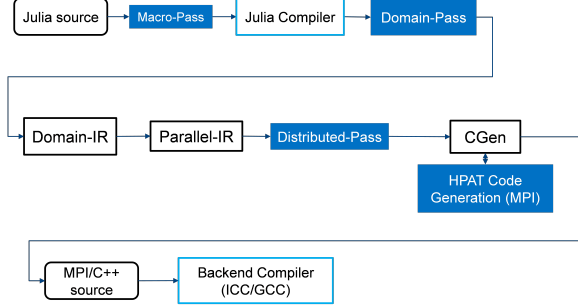 Julia source
Macro-Pass
Julia Compiler
Domain-Pass
Domain-IR
Parallel-IR
Distributed-Pass
CGen
HPAT Code
Generation (MPI)
MPI/C++
source
Backend Compiler
(ICC/GCC)